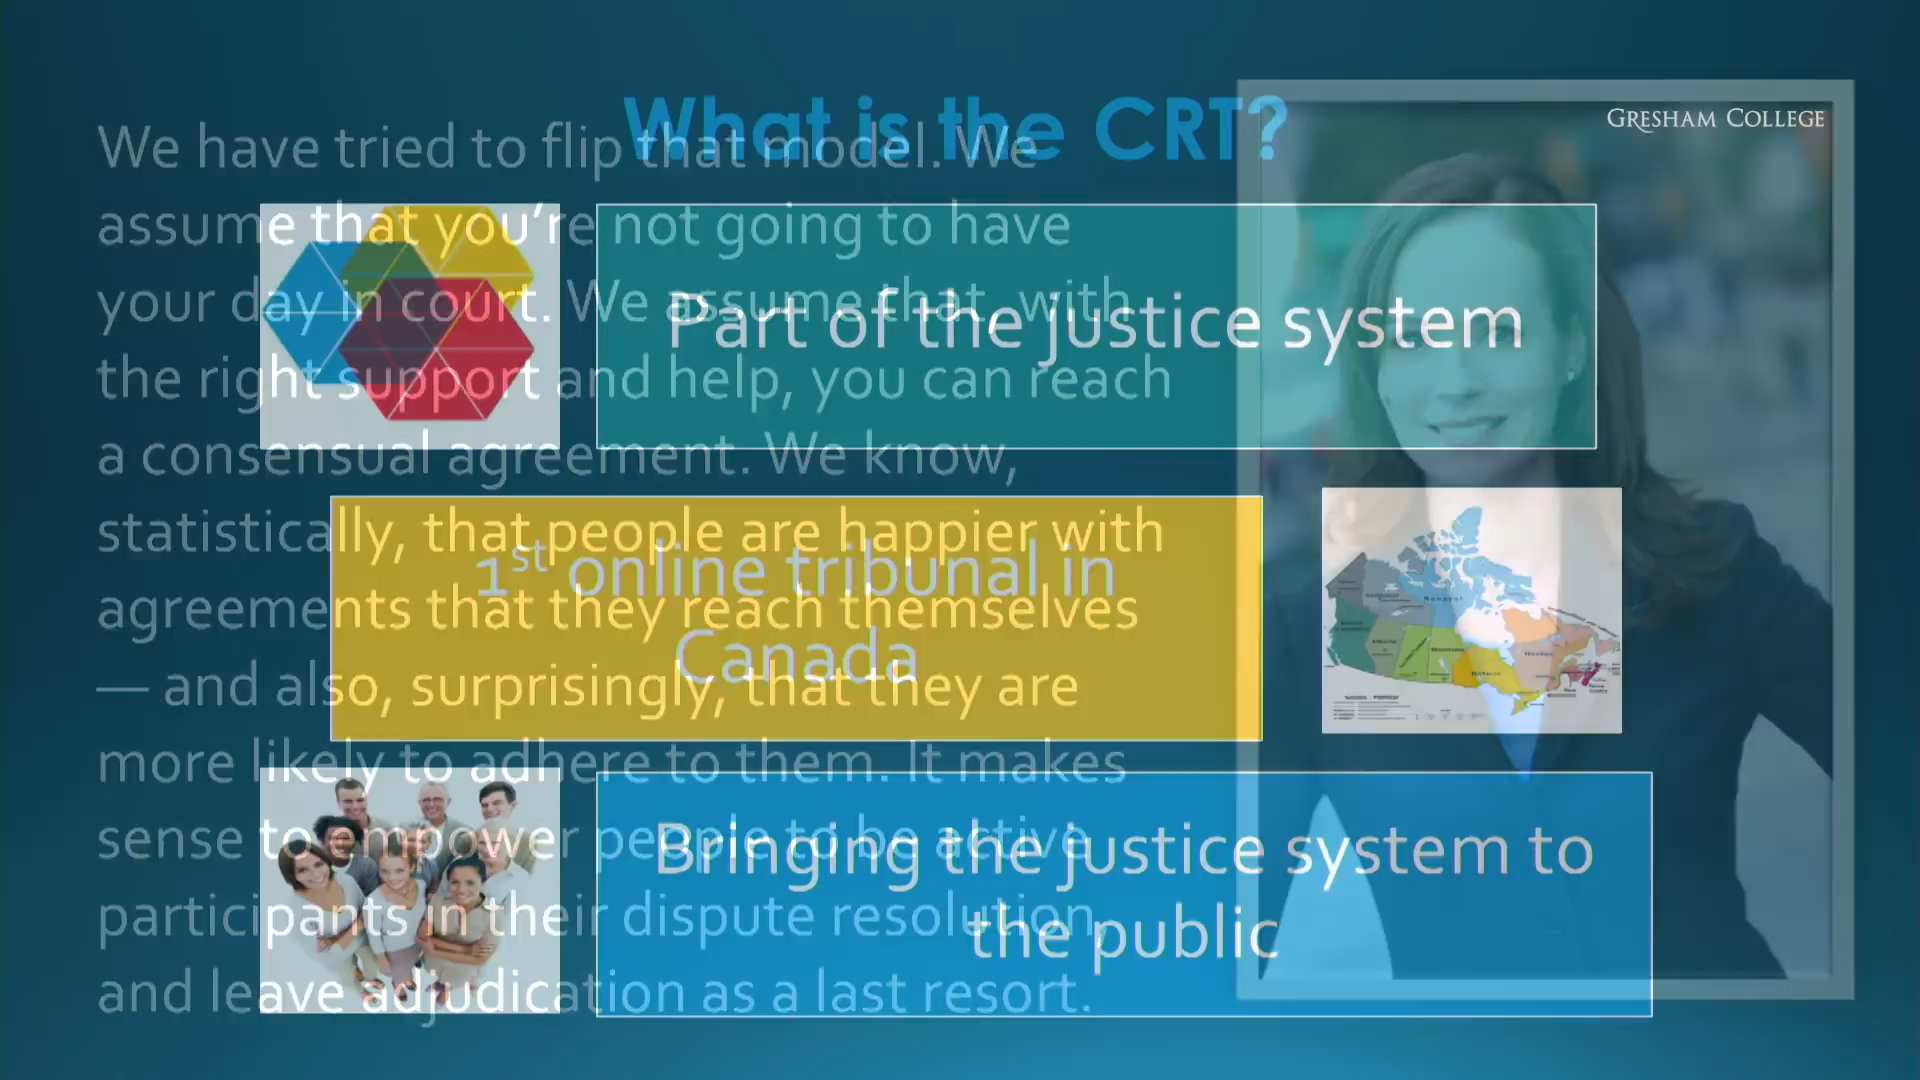 What is the CRT?
GRESHAM COLLEGE
Part of the justice system
1st online tribunal in
Canada
Bringing the justice system to
the public
We have tried to flip that model. We
assume that you're not going to have
your day in court. We assume that, with
the right support and help, you can reach
a consensual agreement. We know,
statistically, that people are happier with
agreements that they reach themselves
— and also, surprisingly, that they are
more likely to adhere to them. It makes
sense to empower people to be active
participants in their dispute resolution,
and leave adjudication as a last resort.